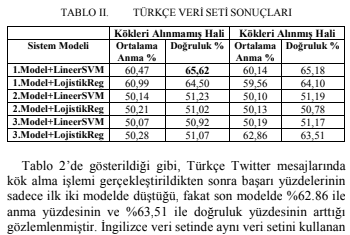 TABLO II. TÜRKÇE VERİ SETİ SONUÇLARI
Kökleri Alınmamış Hali Kökleri Alınmış Hali
Sistem Modeli Ortalama Anma % Doğruluk % Ortalama Anma % Doğruluk %
1.Model+LineerSVM 60,47 65,62 60,14 65,18
1.Model+LojistikReg 60,99 64,50 59,56 64,10
2.Model+LineerSVM 50,14 51,23 50,10 51,19
2.Model+LojistikReg 50,21 51,02 50,13 50,78
3.Model+LineerSVM 50,07 50,92 50,19 51,17
3.Model+LojistikReg 50,28 51,07 62,86 63,51
Tablo 2’de gösterildiği gibi, Türkçe Twitter mesajlarında
kök alma işlemi gerçekleştirildikten sonra başarı yüzdelerinin
sadece ilk iki modelde düştüğü, fakat son modelde %62.86 ile
anma yüzdesinin ve %63,51 ile doğruluk yüzdesinin arttığı
gözlemlenmiştir. İngilizce veri setinde aynı veri setini kullanan